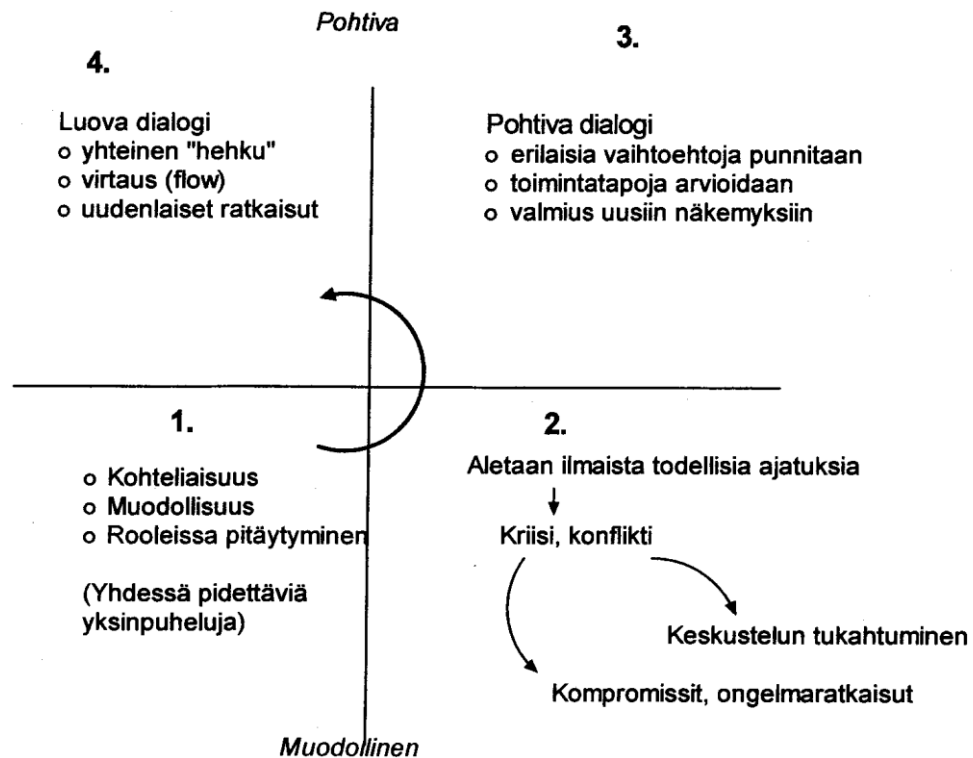 Pohtiva
4.
3.
Luova dialogi
o yhteinen "hehku"
o virtaus (flow)
o uudenlaiset ratkaisut
Pohtiva dialogi
o erilaisia vaihtoehtoja punnitaan
o toimintatapoja arvioidaan
o valmius uusiin näkemyksiin
1.
o Kohteliaisuus
o Muodollisuus
o Rooleissa pitäytyminen
(Yhdessä pidettäviä
yksinpuheluja)
2.
Aletaan ilmaista todellisia ajatuksia
Kriisi, konflikti
Keskustelun tukahtuminen
Kompromissit, ongelmaratkaisut
Muodollinen